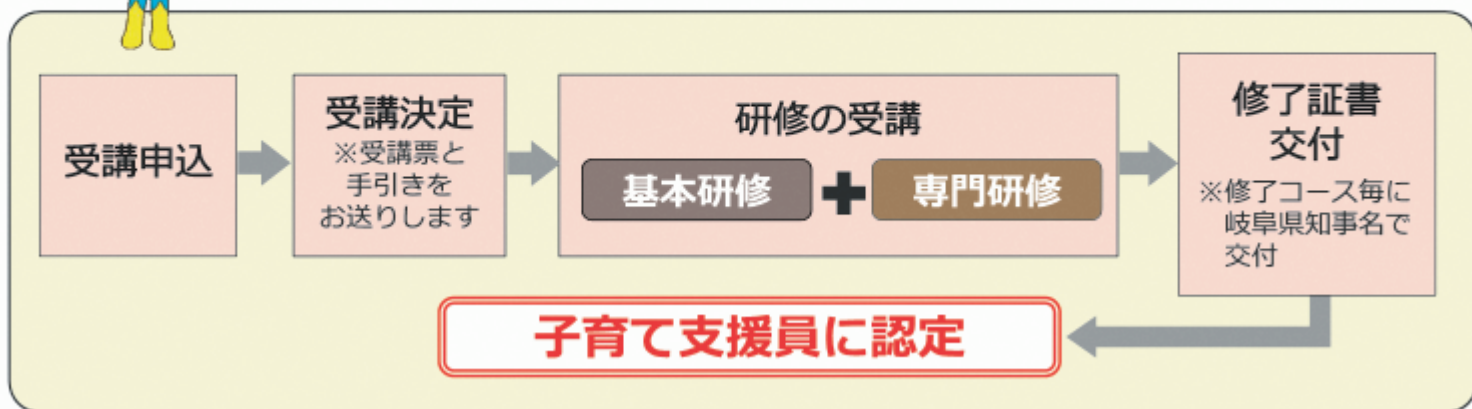 受講申込
受講決定
※受講票と
手引きを
お送りします
研修の受講
基本研修
+
専門研修
修了証書
交付
※修了コース毎に
岐阜県知事名で
交付
子育て支援員に認定